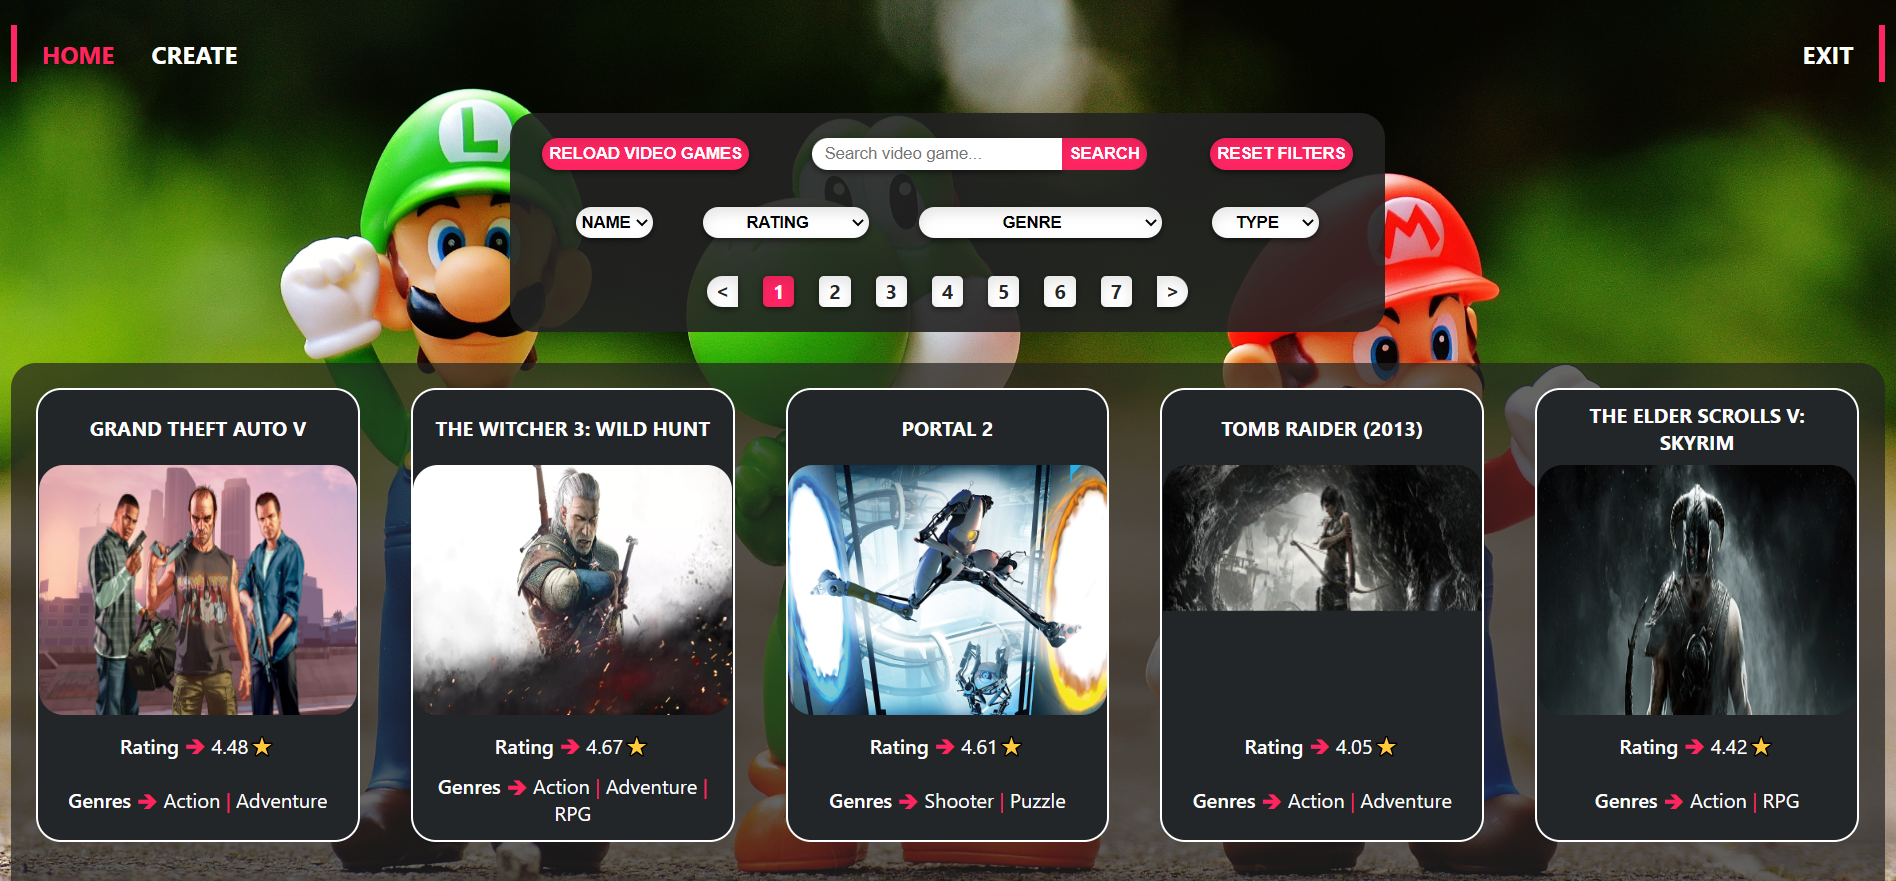 HOME CREATE EXIT
L
M
RELOAD VIDEO GAMES Search video game... SEARCH RESET FILTERS
NAME RATING GENRE TYPE
< 1 2 3 4 5 6 7 >
GRAND THEFT AUTO V
Rating ➔ 4.48
Genres ➔ Action | Adventure
THE WITCHER 3: WILD HUNT
Rating ➔ 4.67
Genres ➔ Action | Adventure |
RPG
PORTAL 2
Rating ➔ 4.61
Genres ➔ Shooter | Puzzle
TOMB RAIDER (2013)
Rating ➔ 4.05
Genres ➔ Action | Adventure
THE ELDER SCROLLS V:
SKYRIM
Rating ➔ 4.42
Genres ➔ Action | RPG